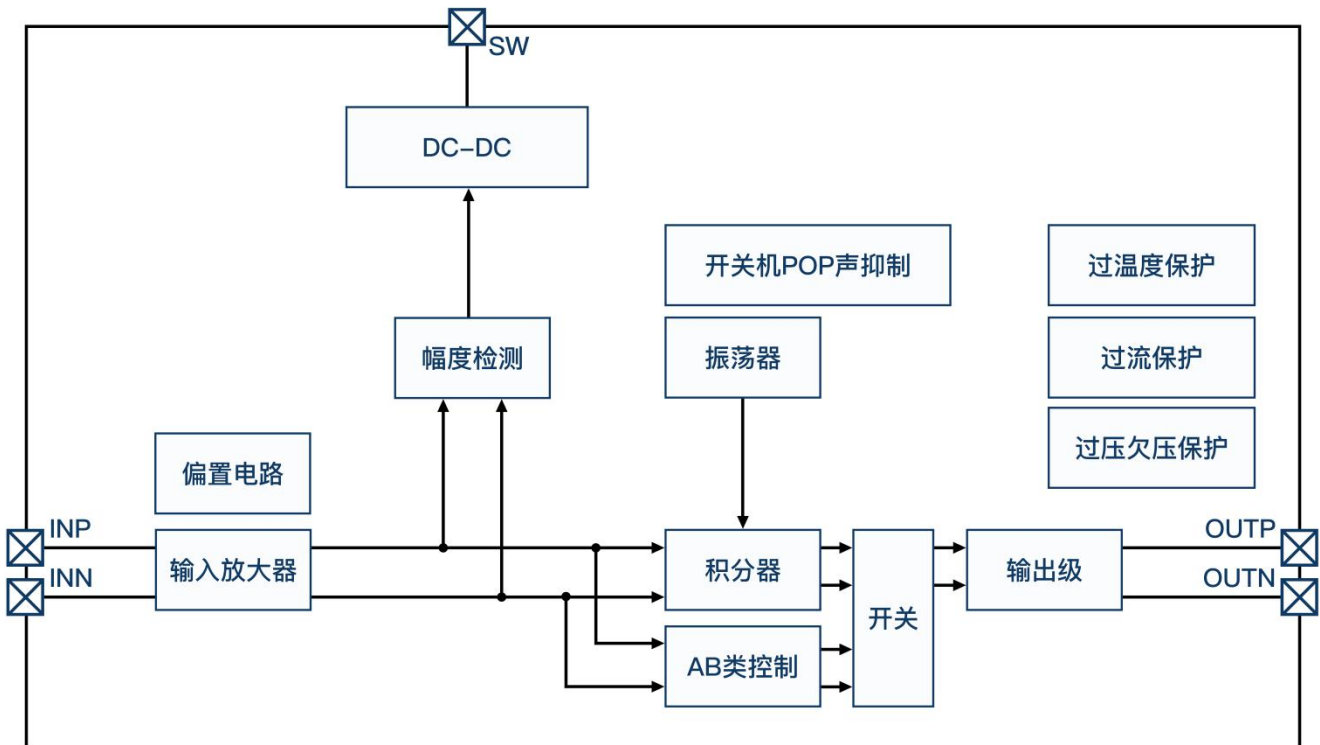 SW
DC-DC
开关机POP声抑制
过温度保护
幅度检测
振荡器
过流保护
偏置电路
过压欠压保护
INP
OUTP
输入放大器
积分器
输出级
INN
OUTN
开关
AB类控制